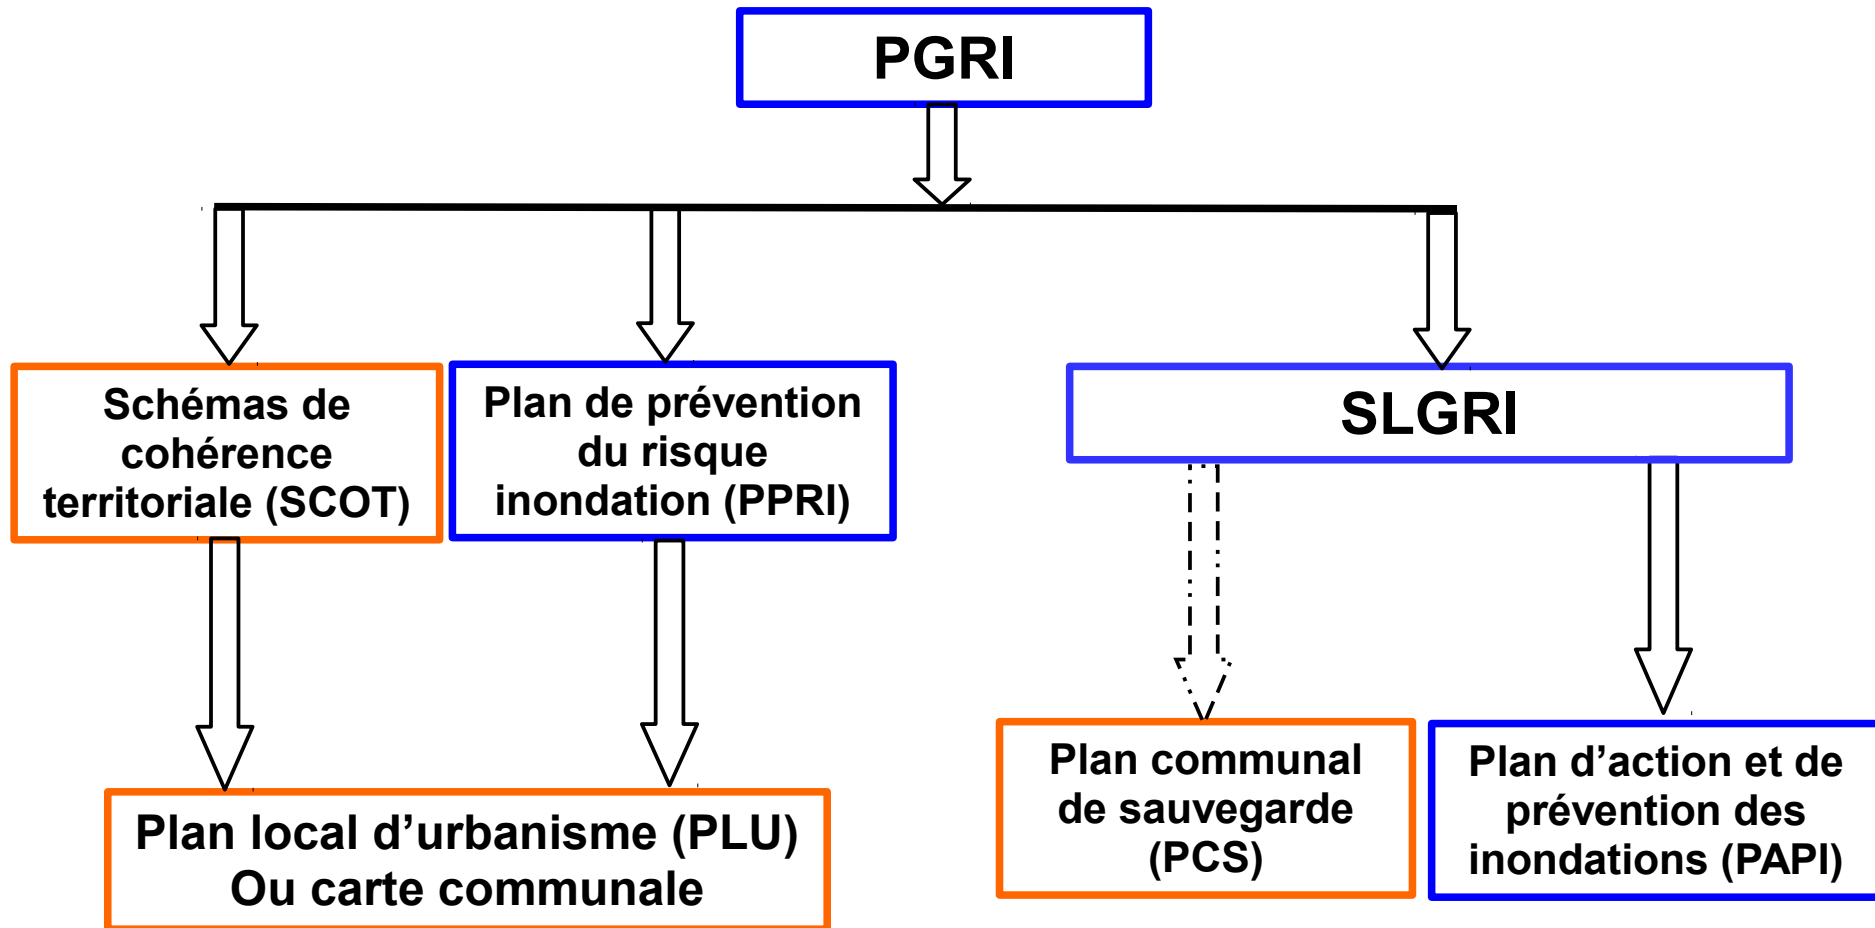 PGRI
Schémas de
cohérence
territoriale (SCOT)
Plan de prévention
du risque
inondation (PPRI)
SLGRI
Plan local d’urbanisme (PLU)
Ou carte communale
Plan communal
de sauvegarde
(PCS)
Plan d’action et de
prévention des
inondations (PAPI)